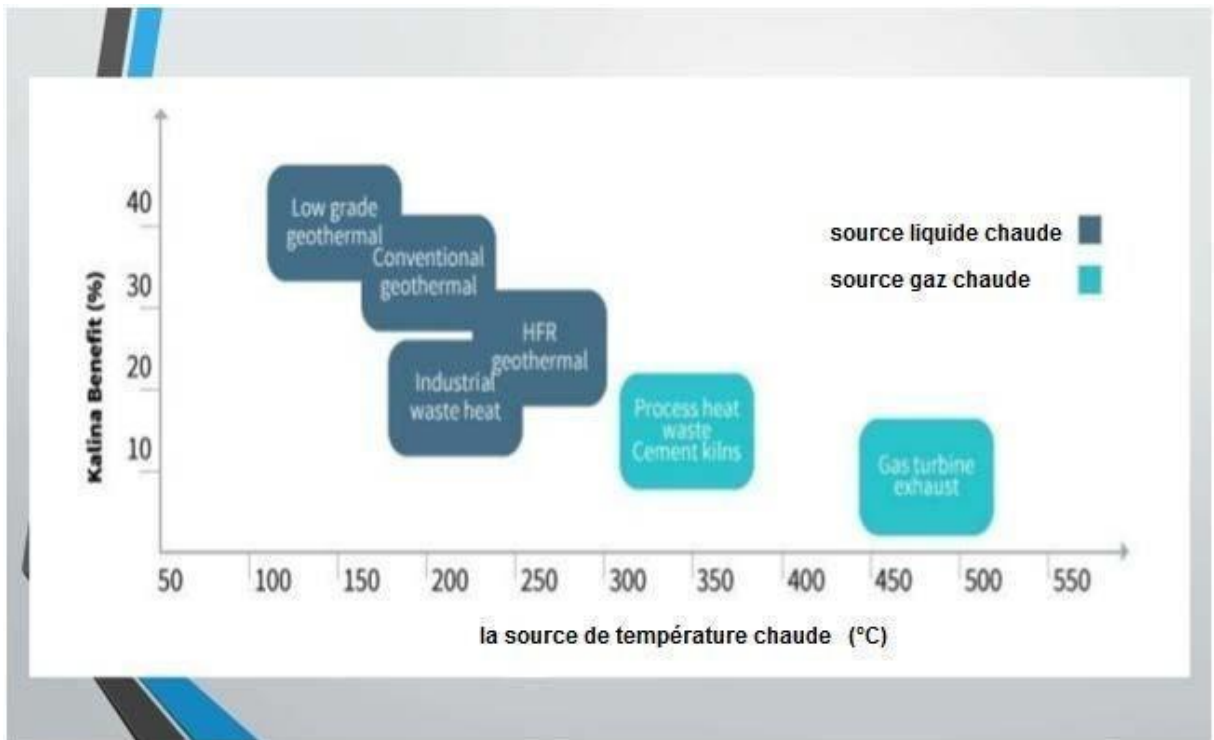 Kalina Benefit (%)
40
30
20
10
Low grade
geothermal
Conventional
geothermal
HFR
geothermal
Industrial
waste heat
Process heat
waste
Cement kilns
Gas turbine
exhaust
source liquide chaude
source gaz chaude
50 100 150 200 250 300 350 400 450 500 550
la source de température chaude (°C)